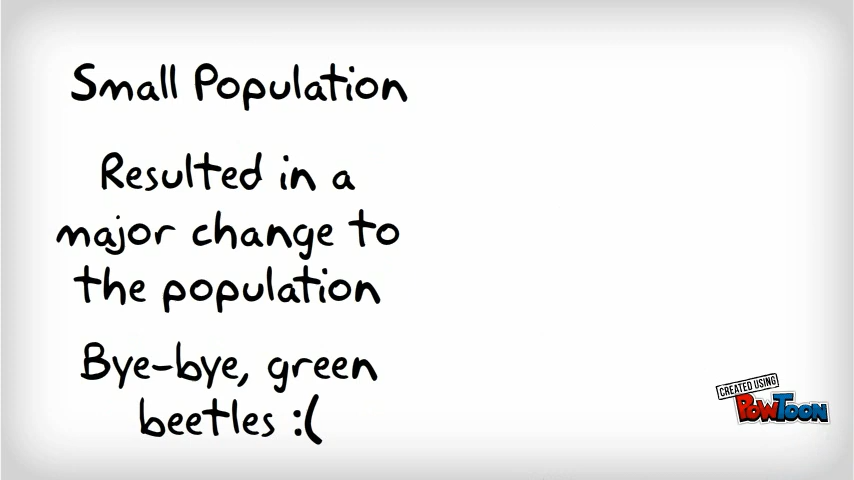 Small Population
Resulted in a
major change to
the population
Bye-bye, green
beetles :(
CREATED USING
POWTOON